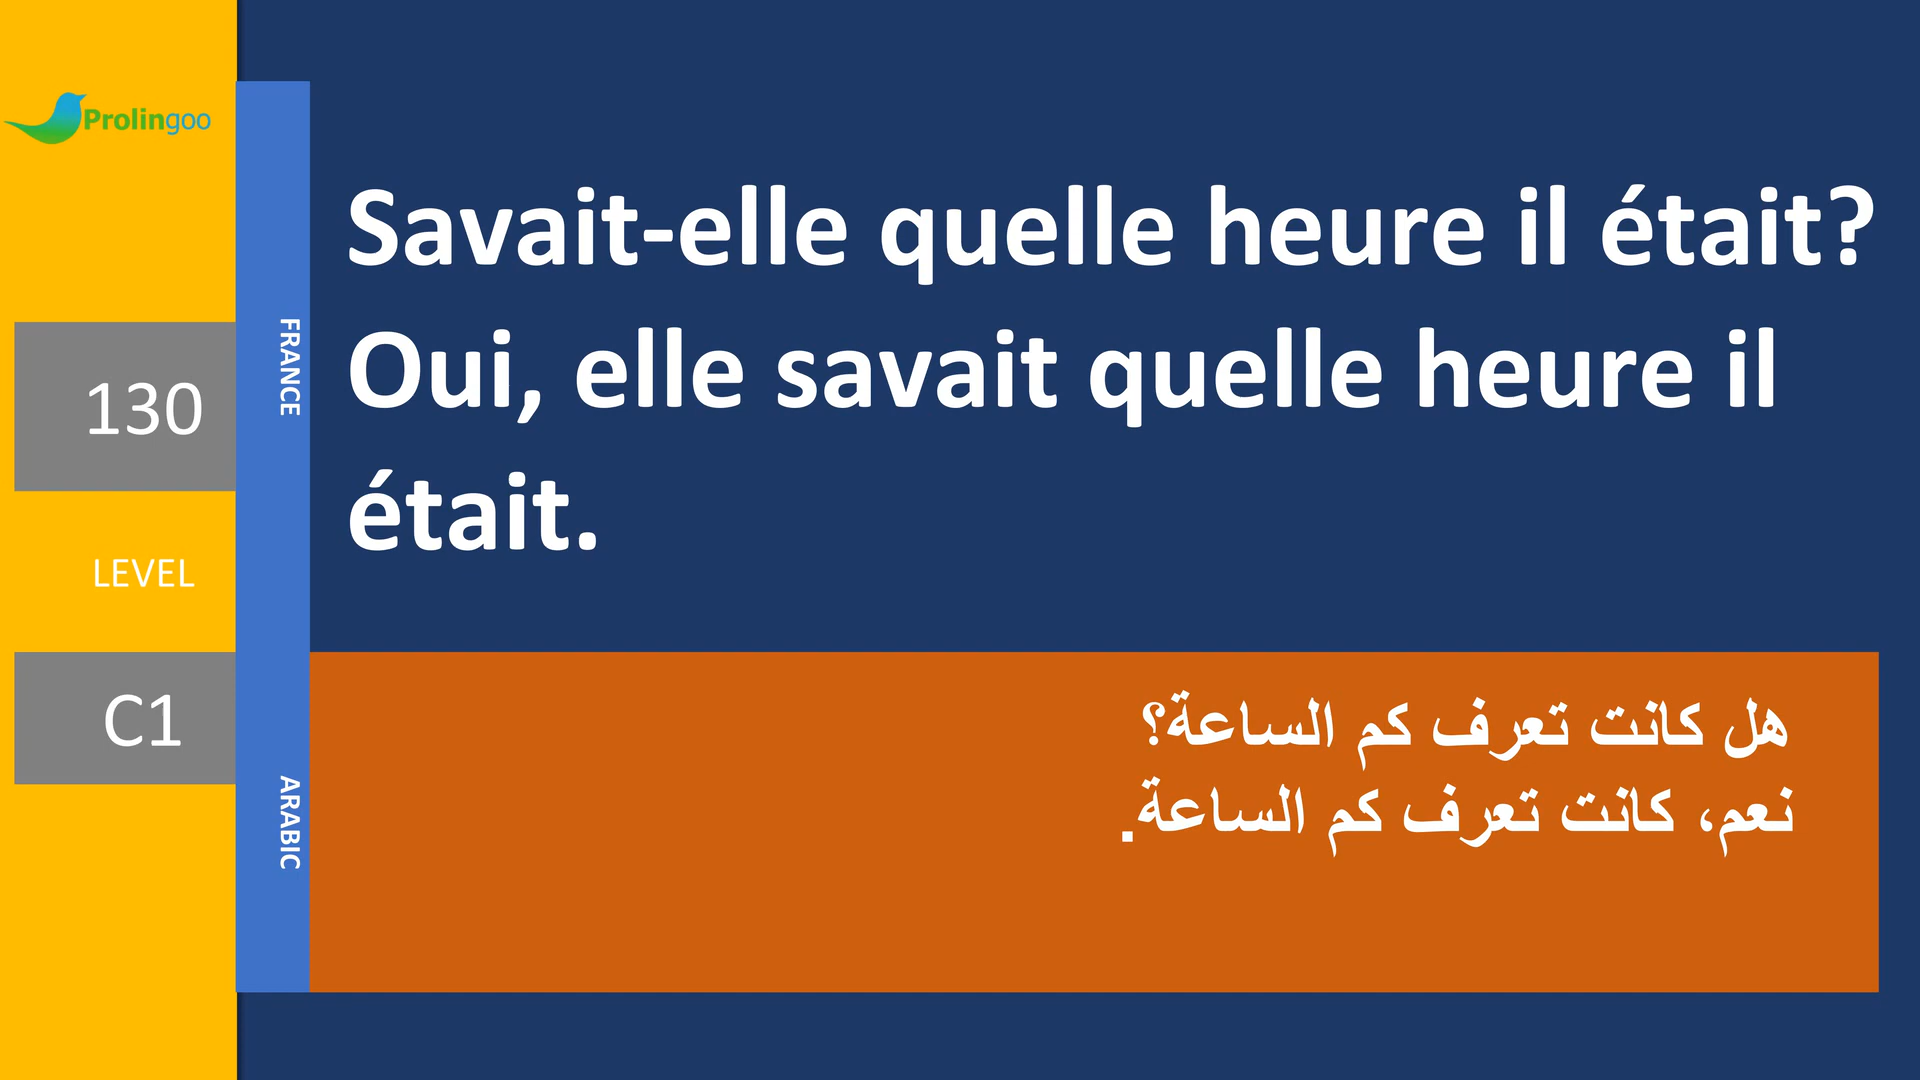 Prolingoo
130
LEVEL
C1
FRANCE
ARABIC
Savait-elle quelle heure il était?
Oui, elle savait quelle heure il
était.
هل كانت تعرف كم الساعة؟
نعم، كانت تعرف كم الساعة.